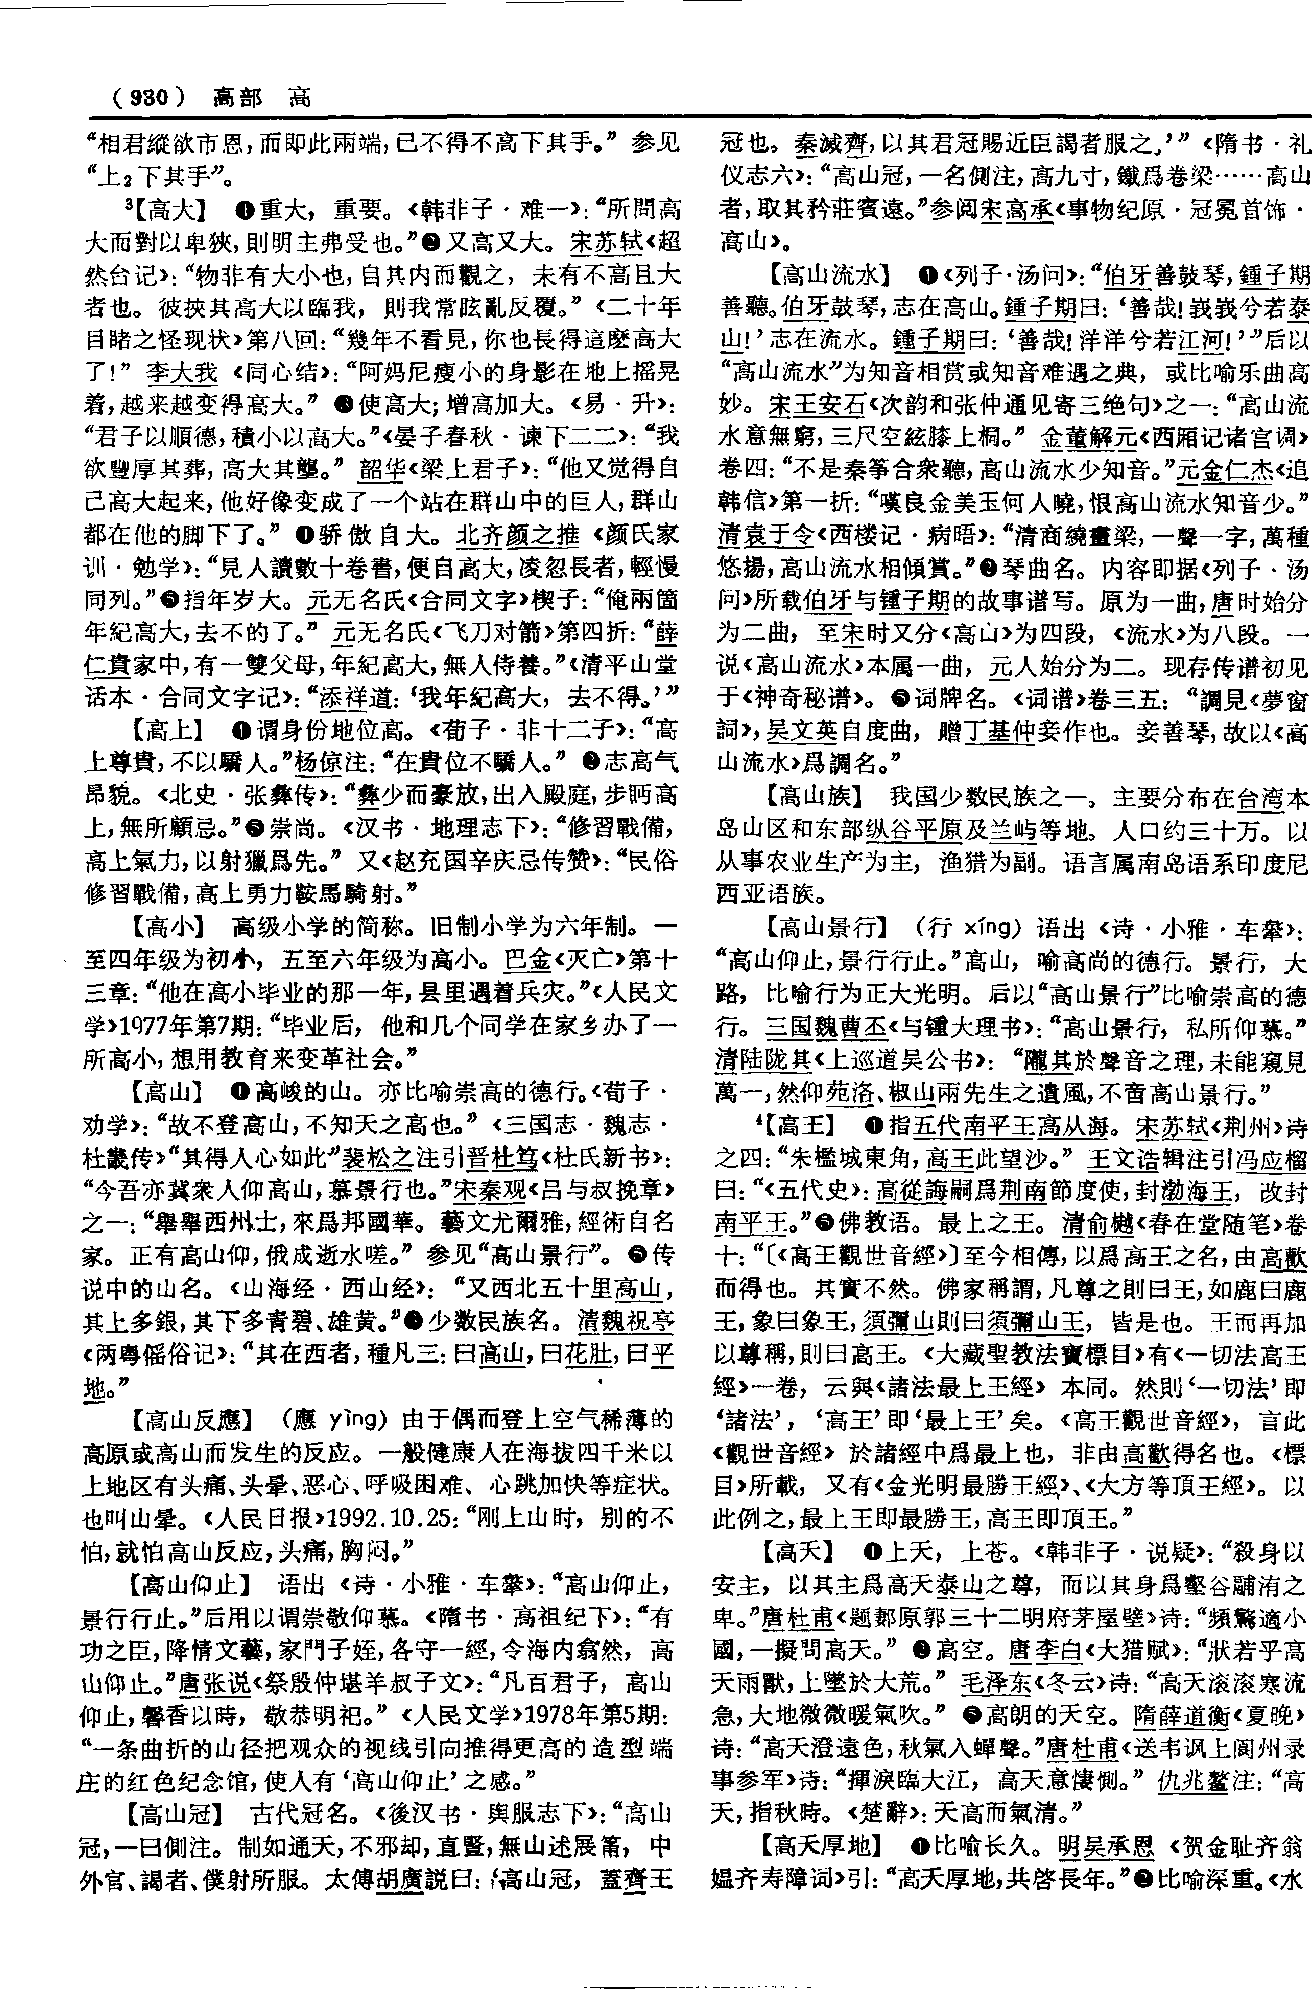 （930） 高部 高
“相君縱欲市恩，而即此兩端，已不得不高下其手。” 参见
“上₂下其手”。
³【高大】 ❶重大，重要。《韩非子·难一》：“所問高
大而對以卑狹，則明主弗受也。”❷又高又大。 宋苏轼《超
然台记》：“物非有大小也，自其内而觀之， 未有不高且大
者也。 彼挾其高大以臨我， 則我常眩亂反覆。” 《二十年
目睹之怪现状》第八回：“幾年不看見，你也長得這麽高大
了！” 李大我 《同心结》：“阿妈尼瘦小的身影在地上摇晃
着，越来越变得高大。” ❸使高大；增高加大。《易·升》：
“君子以順德，積小以高大。”《晏子春秋·谏下二二》：“我
欲豐厚其葬，高大其壟。” 韶华《梁上君子》：“他又觉得自
己高大起来，他好像变成了一个站在群山中的巨人，群山
都在他的脚下了。” ❹骄傲自大。 北齐颜之推 《颜氏家
训·勉学》：“見人讀數十卷書，便自高大，凌忽長者，輕慢
同列。”❺指年岁大。 元无名氏《合同文字》楔子：“俺兩箇
年紀高大，去不的了。” 元无名氏《飞刀对箭》第四折：“薛
仁貴家中，有一雙父母，年紀高大，無人侍養。”《清平山堂
话本·合同文字记》：“添祥道：‘我年紀高大， 去不得。’”
【高上】 ❶谓身份地位高。《荀子·非十二子》：“高
上尊貴，不以驕人。”杨倞注：“在貴位不驕人。” ❷志高气
昂貌。《北史·张彝传》：“彝少而豪放，出入殿庭，步眄高
上，無所顧忌。”❸崇尚。《汉书·地理志下》：“修習戰備，
高上氣力，以射獵爲先。” 又《赵充国辛庆忌传赞》：“民俗
修習戰備，高上勇力鞍馬騎射。”
【高小】 高级小学的简称。旧制小学为六年制。一
至四年级为初小， 五至六年级为高小。巴金《灭亡》第十
三章：“他在高小毕业的那一年，县里遇着兵灾。”《人民文
学》1977年第7期：“毕业后， 他和几个同学在家乡办了一
所高小，想用教育来变革社会。”
【高山】 ❶高峻的山。亦比喻崇高的德行。《荀子·
劝学》：“故不登高山，不知天之高也。” 《三国志·魏志·
杜畿传》“其得人心如此”裴松之注引晋杜笃《杜氏新书》：
“今吾亦冀衆人仰高山，慕景行也。”宋秦观《吕与叔挽章》
之一：“舉舉西州士，來爲邦國華。 藝文尤爾雅，經術自名
家。 正有高山仰，俄成逝水嗟。” 参见“高山景行”。 ❷传
说中的山名。《山海经·西山经》： “又西北五十里高山，
其上多銀，其下多青碧、雄黄。”❸少数民族名。 清魏祝亭
《两粤傜俗记》：“其在西者，種凡三：曰高山，曰花肚，曰平
地。”
【高山反應】 （應 yìng）由于偶而登上空气稀薄的
高原或高山而发生的反应。一般健康人在海拔四千米以
上地区有头痛、头晕、恶心、呼吸困难、心跳加快等症状。
也叫山晕。《人民日报》1992.10.25：“刚上山时， 别的不
怕，就怕高山反应，头痛，胸闷。”
【高山仰止】 语出 《诗·小雅·车舝》：“高山仰止，
景行行止。”后用以谓崇敬仰慕。《隋书·高祖纪下》：“有
功之臣，降情文藝，家門子姪，各守一經，令海内翕然， 高
山仰止。”唐张说《祭殷仲堪羊叔子文》：“凡百君子， 高山
仰止，馨香以時， 敬恭明祀。” 《人民文学》1978年第5期：
“一条曲折的山径把观众的视线引向推得更高的造型端
庄的红色纪念馆，使人有‘高山仰止’之感。”
【高山冠】 古代冠名。《後汉书·舆服志下》：“高山
冠，一曰側注。 制如通天，不邪却，直豎，無山述展筩， 中
外官、謁者、僕射所服。 太傅胡廣說曰：‘高山冠， 蓋齊王
冠也。秦滅齊，以其君冠賜近臣謁者服之。’” 《隋书·礼
仪志六》：“高山冠，一名側注，高九寸，鐵爲卷梁……高山
者，取其矜莊賓遠。”参阅宋高承《事物纪原·冠冕首饰·
高山》。
【高山流水】 ❶《列子·汤问》：“伯牙善鼓琴，鍾子期
善聽。伯牙鼓琴，志在高山。鍾子期曰：‘善哉！峩峩兮若泰
山！’志在流水。 鍾子期曰：‘善哉！洋洋兮若江河！’”后以
“高山流水”为知音相赏或知音难遇之典， 或比喻乐曲高
妙。 宋王安石《次韵和张仲通见寄三绝句》之一：“高山流
水意無窮，三尺空絃膝上桐。” 金董解元《西厢记诸宫调》
卷四：“不是秦筝合衆聽，高山流水少知音。”元金仁杰《追
韩信》第一折：“嘆良金美玉何人曉，恨高山流水知音少。”
清袁于令《西楼记·病晤》：“清商繞畫梁，一聲一字，萬種
悠揚，高山流水相傾賞。”❷琴曲名。 内容即据《列子·汤
问》所载伯牙与锺子期的故事谱写。 原为一曲，唐时始分
为二曲， 至宋时又分《高山》为四段， 《流水》为八段。 一
说《高山流水》本属一曲， 元人始分为二。 现存传谱初见
于《神奇秘谱》。❸词牌名。《词谱》卷三五： “調見《夢窗
詞》，吴文英自度曲， 贈丁基仲妾作也。 妾善琴，故以《高
山流水》爲調名。”
【高山族】 我国少数民族之一。主要分布在台湾本
岛山区和东部纵谷平原及兰屿等地。 人口约三十万。 以
从事农业生产为主， 渔猎为副。语言属南岛语系印度尼
西亚语族。
【高山景行】 （行 xíng）语出 《诗·小雅·车舝》：
“高山仰止，景行行止。”高山， 喻高尚的德行。景行，大
路， 比喻行为正大光明。后以“高山景行”比喻崇高的德
行。 三国魏曹丕《与锺大理书》：“高山景行， 私所仰慕。”
清陆陇其《上巡道吴公书》： “隴其於聲音之理，未能窺見
萬一，然仰苑洛、椒山兩先生之遺風，不啻高山景行。”
⁴【高王】 ❶指五代南平王高从海。 宋苏轼《荆州》诗
之四：“朱檻城東角，高王此望沙。” 王文诰辑注引冯应榴
曰：“《五代史》：高從誨嗣爲荆南節度使，封渤海王， 改封
南平王。”❷佛教语。 最上之王。 清俞樾《春在堂随笔》卷
十：“〔《高王觀世音經》〕至今相傳，以爲高王之名，由高歡
而得也。 其實不然。佛家稱謂，凡尊之則曰王，如鹿曰鹿
王，象曰象王，須彌山則曰須彌山王， 皆是也。 王而再加
以尊稱，則曰高王。《大藏聖教法寶標目》有《一切法高王
經》一卷， 云與《諸法最上王經》 本同。 然則‘一切法’即
‘諸法’， ‘高王’即‘最上王’矣。《高王觀世音經》， 言此
《觀世音經》 於諸經中爲最上也， 非由高歡得名也。《標
目》所載， 又有《金光明最勝王經》、《大方等頂王經》。 以
此例之，最上王即最勝王，高王即頂王。”
【高天】 ❶上天， 上苍。《韩非子·说疑》：“殺身以
安主， 以其主爲高天泰山之尊， 而以其身爲壑谷鬴洧之
卑。”唐杜甫《题郪原郭三十二明府茅屋壁》诗：“頻驚適小
國，一擬問高天。” ❷高空。唐李白《大猎赋》：“狀若乎高
天雨獸，上墜於大荒。” 毛泽东《冬云》诗：“高天滚滚寒流
急，大地微微暖氣吹。” ❸高朗的天空。 隋薛道衡《夏晚》
诗：“高天澄遠色，秋氣入蟬聲。”唐杜甫《送韦讽上阆州录
事参军》诗：“揮淚臨大江， 高天意悽惻。” 仇兆鳌注：“高
天，指秋時。《楚辭》：天高而氣清。”
【高天厚地】 ❶比喻长久。 明吴承恩 《贺金耻齐翁
媪齐寿障词》引：“高天厚地，共啓長年。”❷比喻深重。《水